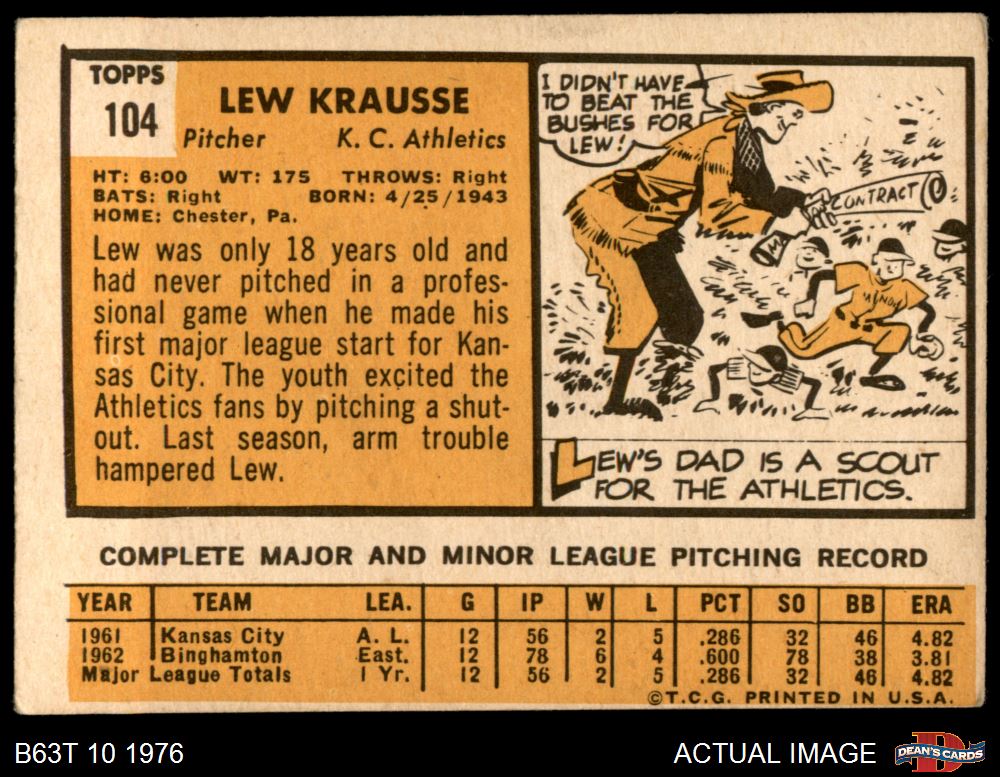 TOPPS
104
LEW KRAUSSE
Pitcher K. C. Athletics
HT: 6:00 WT: 175 THROWS: Right
BATS: Right BORN: 4/25/1943
HOME: Chester, Pa.
Lew was only 18 years old and
had never pitched in a profes-
sional game when he made his
first major league start for Kan-
sas City. The youth excited the
Athletics fans by pitching a shut-
out. Last season, arm trouble
hampered Lew.
I DIDN'T HAVE
TO BEAT THE
BUSHES FOR
LEW!
CONTRACT
LEW'S DAD IS A SCOUT
FOR THE ATHLETICS.
COMPLETE MAJOR AND MINOR LEAGUE PITCHING RECORD
YEAR TEAM LEA. G IP W L PCT SO BB ERA
1961 Kansas City A. L. 12 56 2 5 .286 32 46 4.82
1962 Binghamton East. 12 78 6 4 .600 78 38 3.81
Major League Totals 1 Yr. 12 56 2 5 .286 32 46 4.82
©T.C.G. PRINTED IN U.S.A.
B63T 10 1976
ACTUAL IMAGE
DEAN'S CARDS